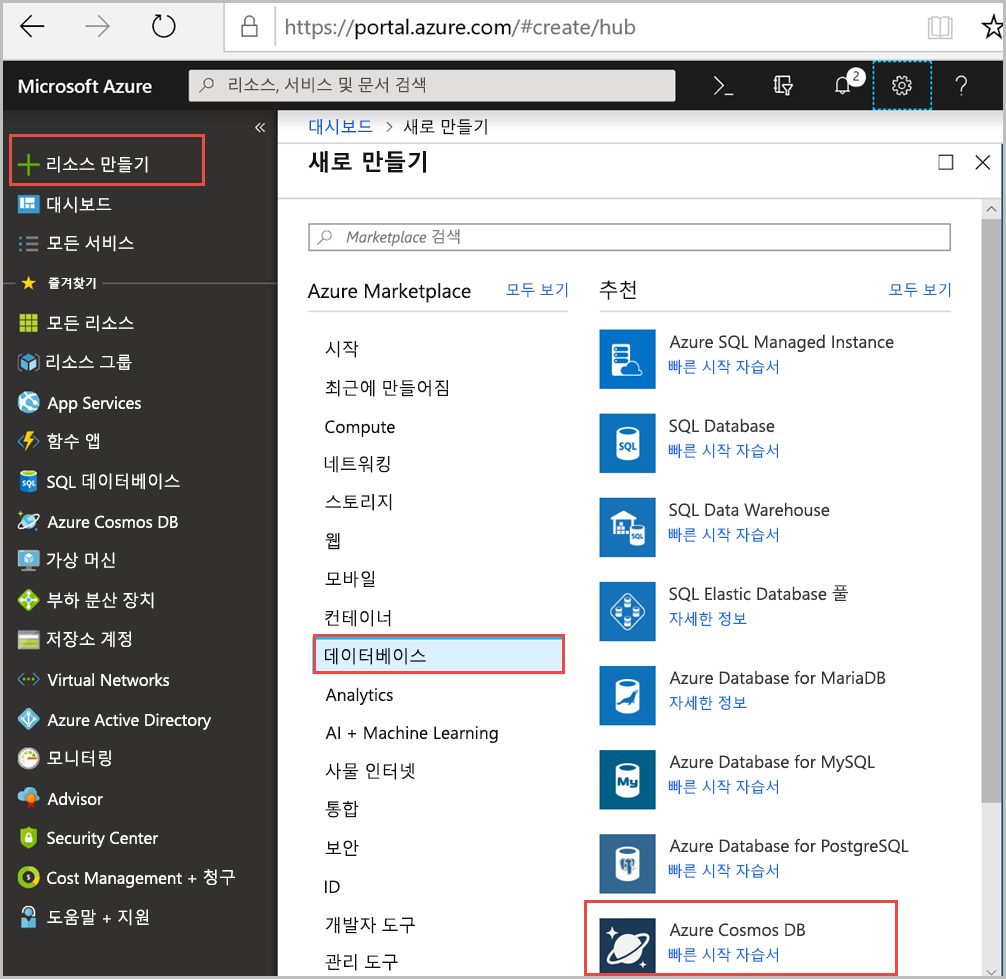 https://portal.azure.com/#create/hub
Microsoft Azure
리소스, 서비스 및 문서 검색
2
?
«
리소스 만들기
대시보드
모든 서비스
즐겨찾기
모든 리소스
리소스 그룹
App Services
함수 앱
SQL 데이터베이스
Azure Cosmos DB
가상 머신
부하 분산 장치
저장소 계정
Virtual Networks
Azure Active Directory
모니터링
Advisor
Security Center
Cost Management + 청구
도움말 + 지원
대시보드 > 새로 만들기
새로 만들기
Marketplace 검색
Azure Marketplace 모두 보기
시작
최근에 만들어짐
Compute
네트워킹
스토리지
웹
모바일
컨테이너
데이터베이스
Analytics
AI + Machine Learning
사물 인터넷
통합
보안
ID
개발자 도구
관리 도구
추천 모두 보기
Azure SQL Managed Instance
빠른 시작 자습서
SQL
SQL Database
빠른 시작 자습서
SQL
SQL Data Warehouse
빠른 시작 자습서
SQL Elastic Database 풀
자세한 정보
Azure Database for MariaDB
자세한 정보
My
Azure Database for MySQL
빠른 시작 자습서
Azure Database for PostgreSQL
빠른 시작 자습서
Azure Cosmos DB
빠른 시작 자습서